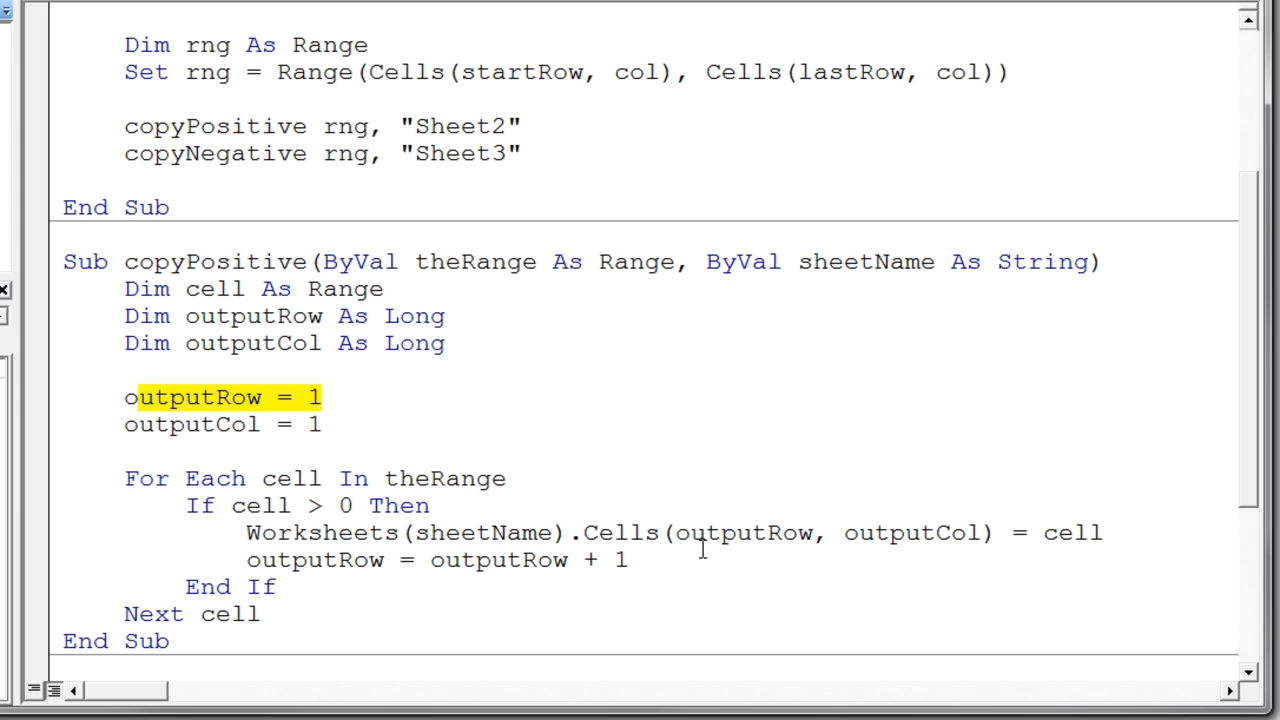 Dim rng As Range
Set rng = Range(Cells(startRow, col), Cells(lastRow, col))
copyPositive rng, "Sheet2"
copyNegative rng, "Sheet3"
End Sub
Sub copyPositive(ByVal theRange As Range, ByVal sheetName As String)
Dim cell As Range
Dim outputRow As Long
Dim outputCol As Long
outputRow = 1
outputCol = 1
For Each cell In theRange
If cell > 0 Then
Worksheets(sheetName).Cells(outputRow, outputCol) = cell
outputRow = outputRow + 1
End If
Next cell
End Sub